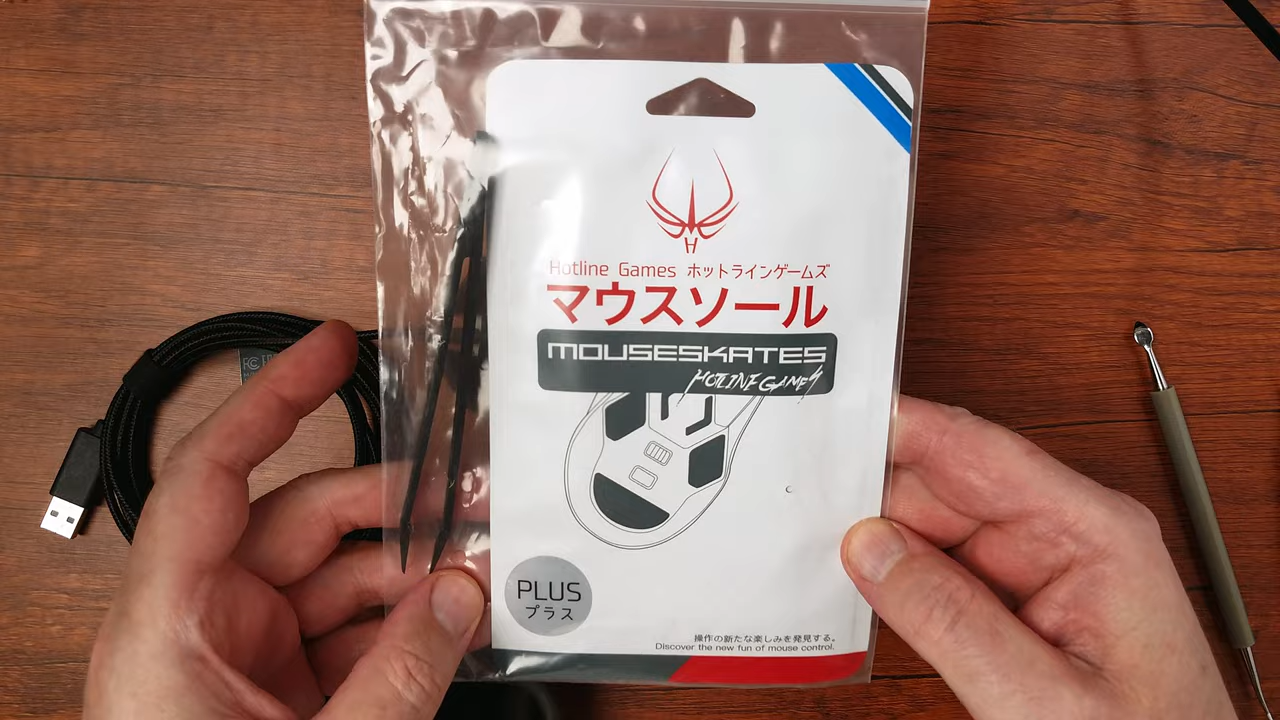 H
Hotline Games ホットラインゲームズ
マウスソール
MOUSESKATES
HOTLINE GAMES
PLUS
プラス
操作の新たな楽しみを発見する。
Discover the new fun of mouse control.